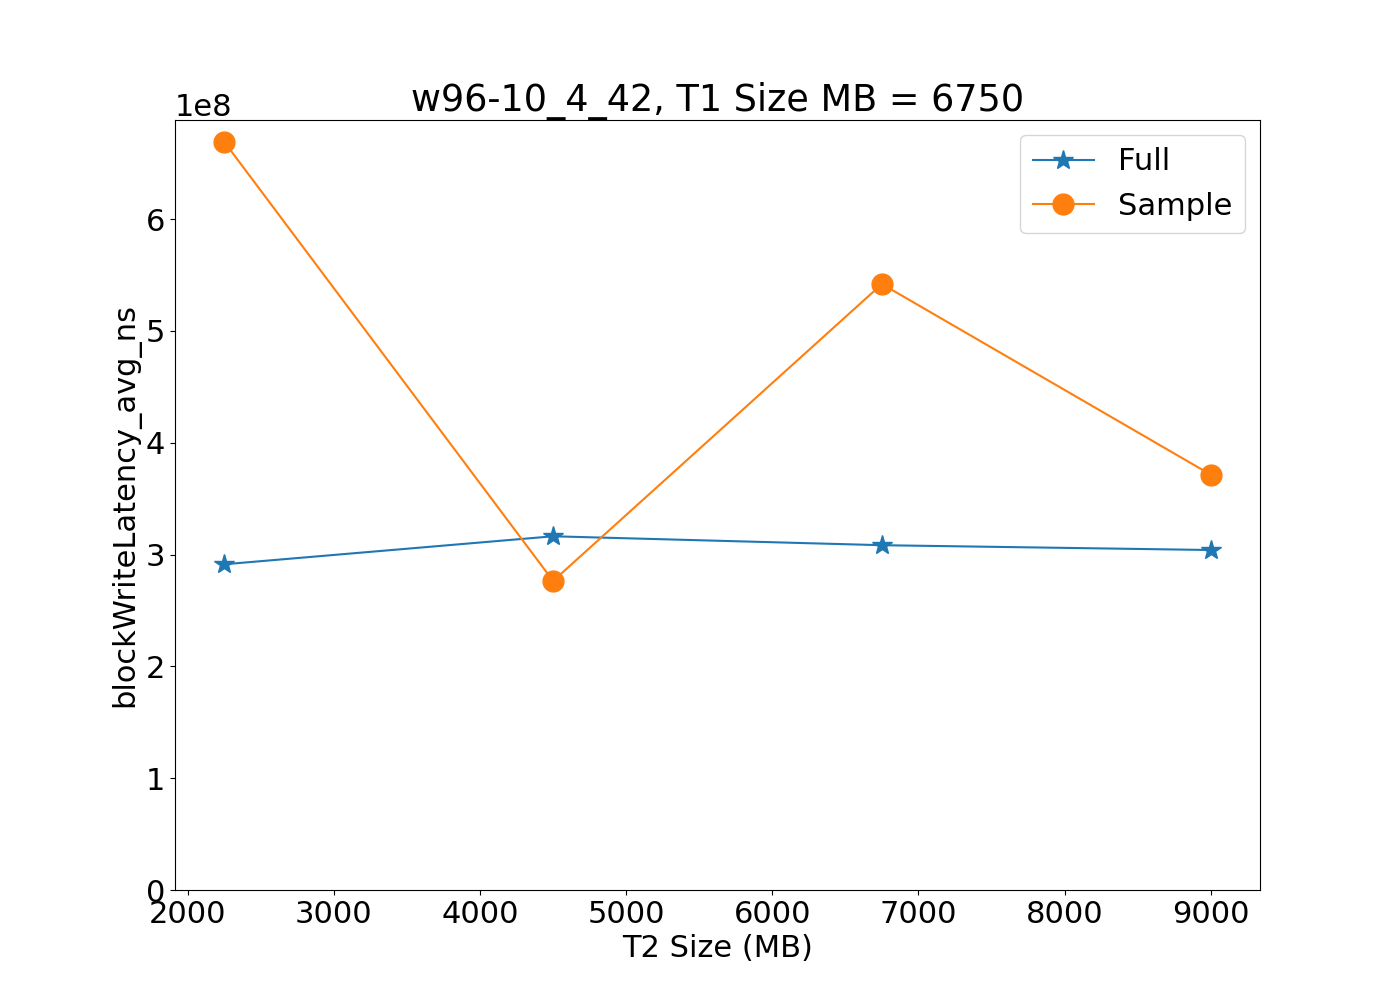 w96-10_4_42, T1 Size MB = 6750
1e8
Full
Sample
6
5
4
3
2
1
0
blockWriteLatency_avg_ns
2000 3000 4000 5000 6000 7000 8000 9000
T2 Size (MB)